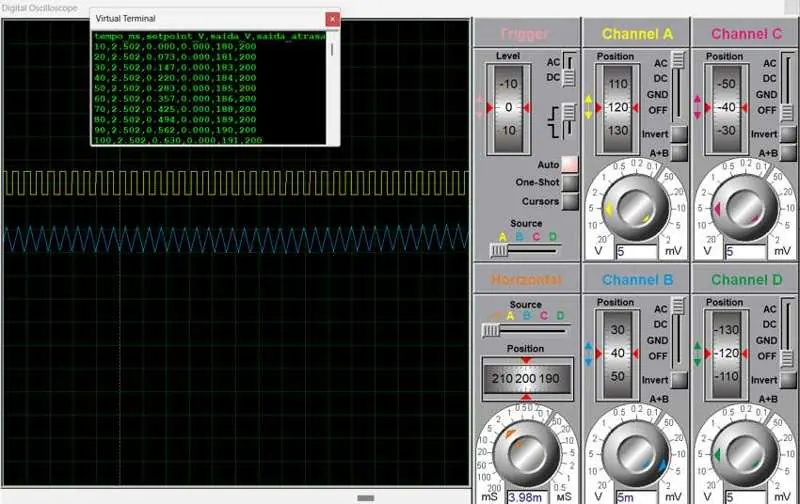 Digital Oscilloscope
Virtual Terminal
tempo_ms,setpoint_V,saida_V,saida_atrasa
10,2.502,0.000,0.000,180,200
20,2.502,0.073,0.000,181,200
30,2.502,0.147,0.000,183,200
40,2.502,0.220,0.000,184,200
50,2.502,0.283,0.000,185,200
60,2.502,0.357,0.000,186,200
70,2.502,0.425,0.000,188,200
80,2.502,0.494,0.000,189,200
90,2.502,0.562,0.000,190,200
100,2.502,0.630,0.000,191,200
Trigger
Level
AC
DC
-10
0
10
Auto
One-Shot
Cursors
Source
A B C D
Channel A
Position
AC
DC
GND
OFF
110
120
130
Invert
A+B
V
5
mV
Channel C
Position
AC
DC
GND
OFF
-50
-40
-30
Invert
A+B
V
5
mV
Horizontal
Source
A B C D
Position
210 200 190
mS
3.98m
µS
Channel B
Position
AC
DC
GND
OFF
30
40
50
Invert
A+B
V
5m
mV
Channel D
Position
AC
DC
GND
OFF
-130
-120
-110
Invert
A+B
V
5
mV